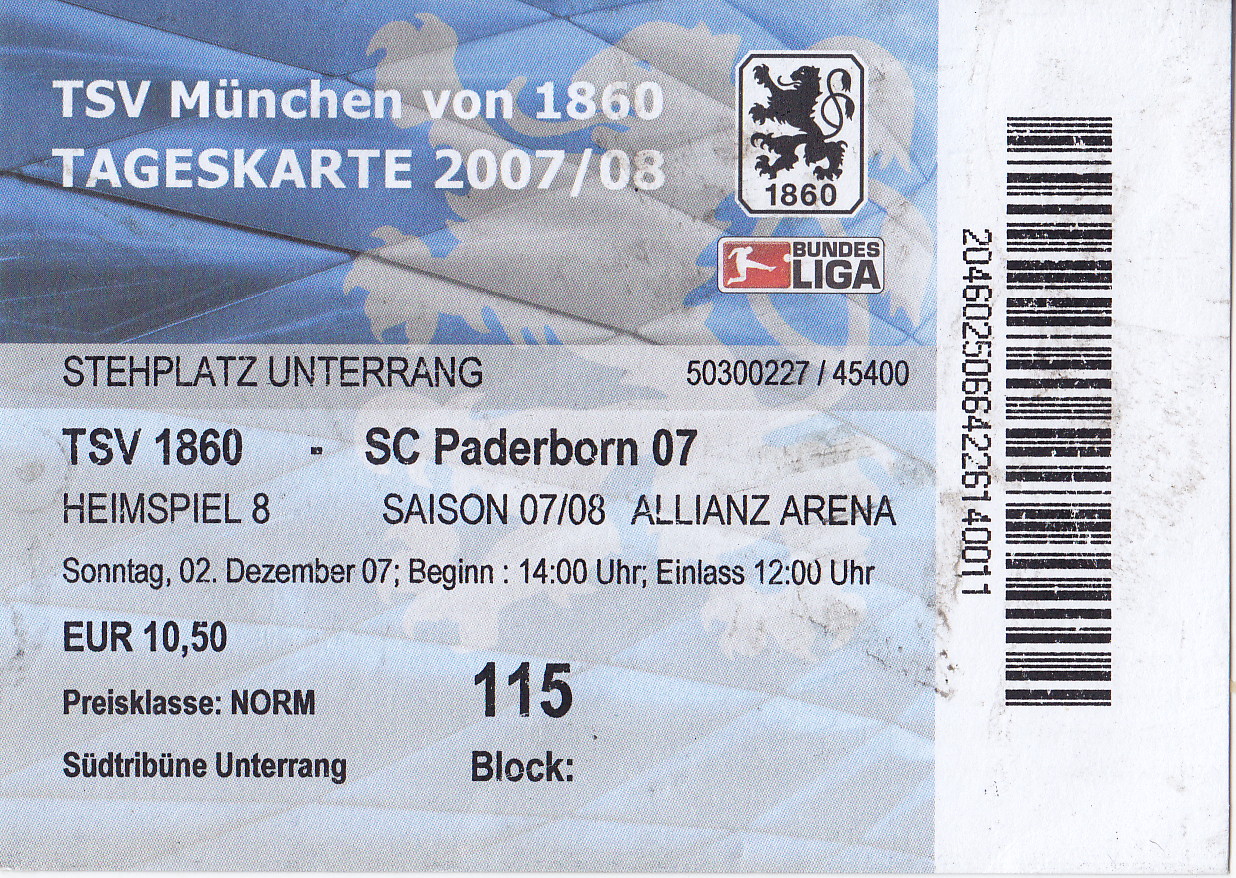 TSV München von 1860
TAGESKARTE 2007/08
1860
BUNDES
LIGA
STEHPLATZ UNTERRANG 50300227 / 45400
TSV 1860 - SC Paderborn 07
HEIMSPIEL 8 SAISON 07/08 ALLIANZ ARENA
Sonntag, 02. Dezember 07; Beginn : 14:00 Uhr; Einlass 12:00 Uhr
EUR 10,50
Preisklasse: NORM
115
Südtribüne Unterrang
Block:
20460250664226140011